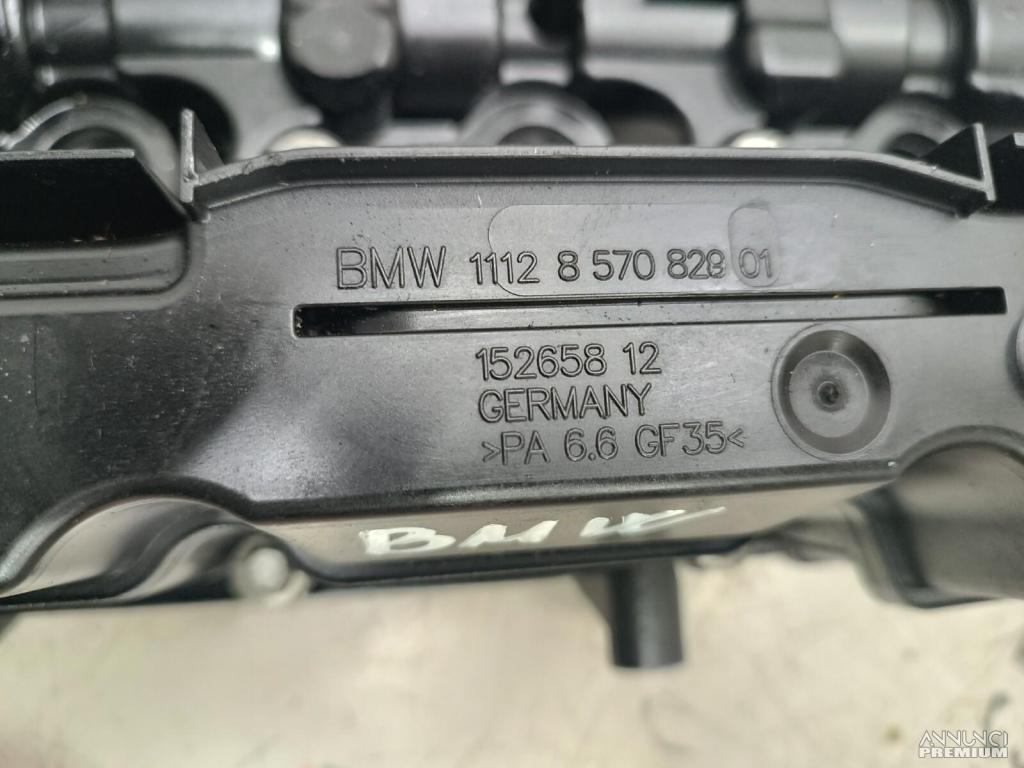 BMW 1112 8 570 828 01
152658 12
GERMANY
>PA 6.6 GF35<
BMW
ANNUNCI
PREMIUM